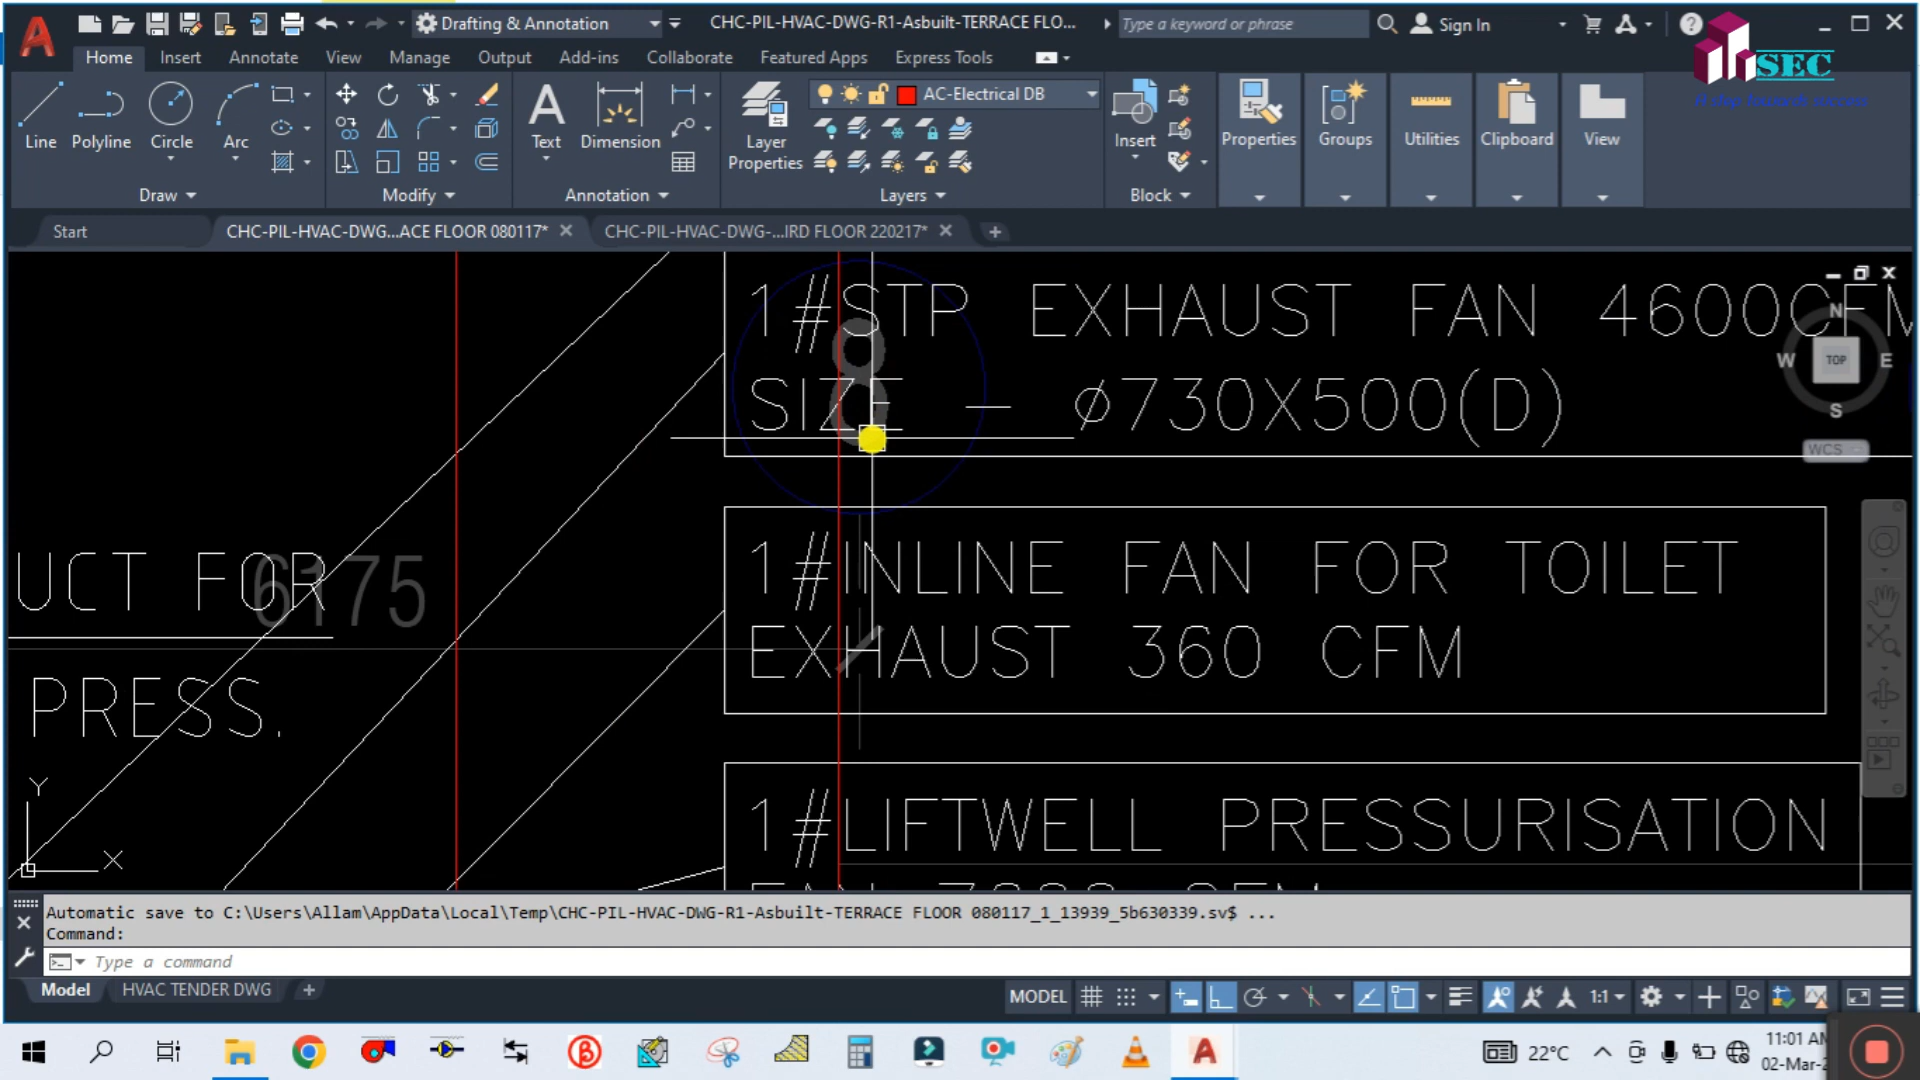 Drafting & Annotation
CHC-PIL-HVAC-DWG-R1-Asbuilt-TERRACE FLO...
Type a keyword or phrase
Sign In
SEC
A step towards success
Home
Insert
Annotate
View
Manage
Output
Add-ins
Collaborate
Featured Apps
Express Tools
Line
Polyline
Circle
Arc
Text
Dimension
Layer
Properties
AC-Electrical DB
Insert
Properties
Groups
Utilities
Clipboard
View
Draw
Modify
Annotation
Layers
Block
Start
CHC-PIL-HVAC-DWG...ACE FLOOR 080117*
CHC-PIL-HVAC-DWG-...IRD FLOOR 220217*
1#STP EXHAUST FAN 4600CFM
SIZE – ø730X500(D)
8
N
W
TOP
E
S
WCS
1#INLINE FAN FOR TOILET
EXHAUST 360 CFM
UCT FOR
6175
PRESS.
1#LIFTWELL PRESSURISATION
Y
X
Automatic save to C:\Users\Allam\AppData\Local\Temp\CHC-PIL-HVAC-DWG-R1-Asbuilt-TERRACE FLOOR 080117_1_13939_5b630339.sv$ ...
Command:
Type a command
Model
HVAC TENDER DWG
MODEL
1:1
22°C
11:01 AM
02-Mar-2